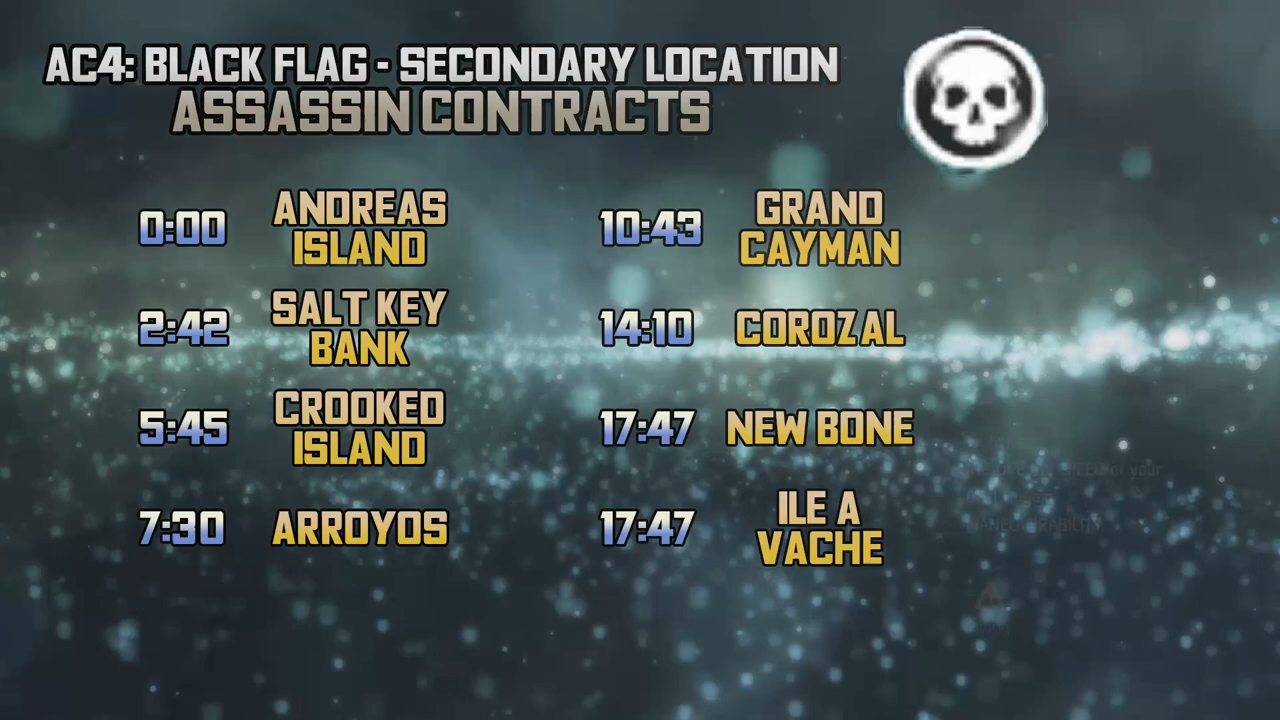 AC4: BLACK FLAG - SECONDARY LOCATION
ASSASSIN CONTRACTS
0:00 ANDREAS
ISLAND
2:42 SALT KEY
BANK
5:45 CROOKED
ISLAND
7:30 ARROYOS
10:43 GRAND
CAYMAN
14:10 COROZAL
17:47 NEW BONE
17:47 ILE A
VACHE
of your